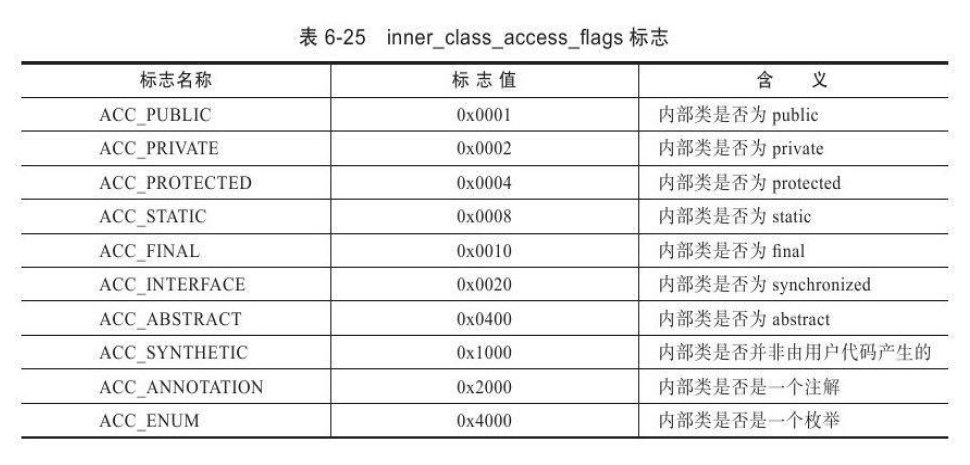 表 6-25 inner_class_access_flags 标志
标志名称 标 志 值 含 义
ACC_PUBLIC 0x0001 内部类是否为 public
ACC_PRIVATE 0x0002 内部类是否为 private
ACC_PROTECTED 0x0004 内部类是否为 protected
ACC_STATIC 0x0008 内部类是否为 static
ACC_FINAL 0x0010 内部类是否为 final
ACC_INTERFACE 0x0020 内部类是否为 synchronized
ACC_ABSTRACT 0x0400 内部类是否为 abstract
ACC_SYNTHETIC 0x1000 内部类是否并非由用户代码产生的
ACC_ANNOTATION 0x2000 内部类是否是一个注解
ACC_ENUM 0x4000 内部类是否是一个枚举